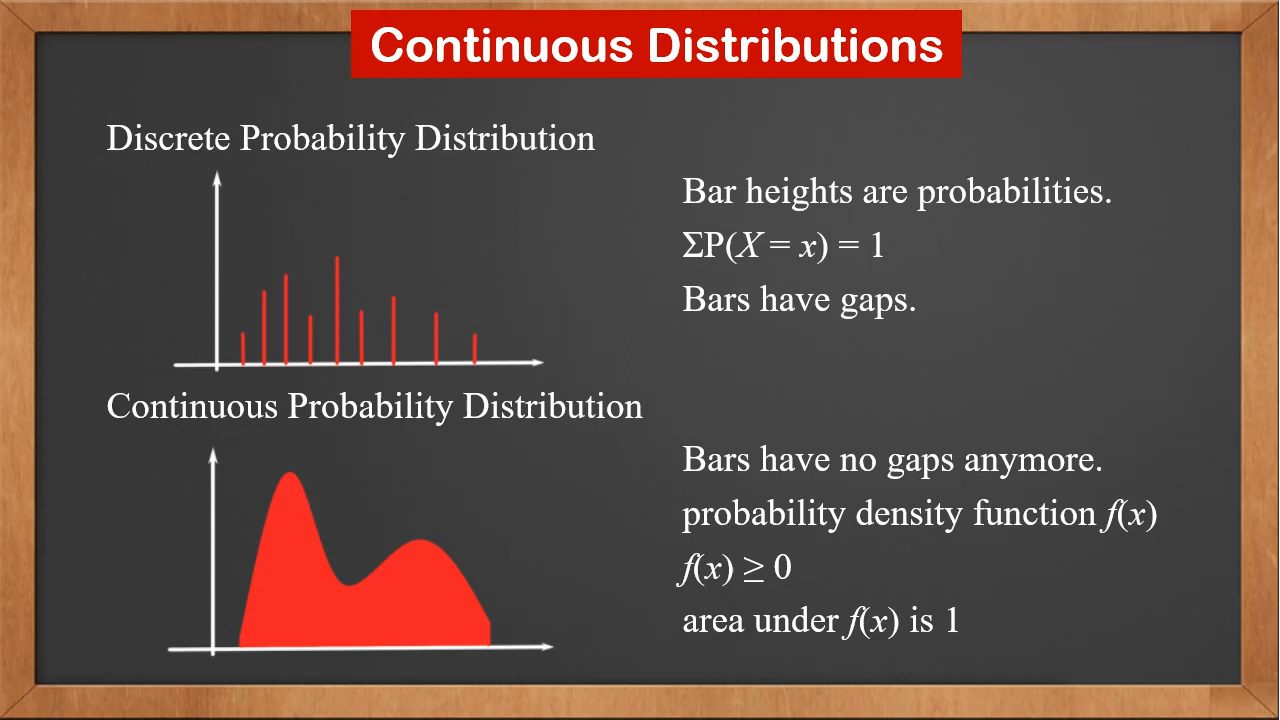 Continuous Distributions
Discrete Probability Distribution
Bar heights are probabilities.
ΣP(X = x) = 1
Bars have gaps.
Continuous Probability Distribution
Bars have no gaps anymore.
probability density function f(x)
f(x) ≥ 0
area under f(x) is 1